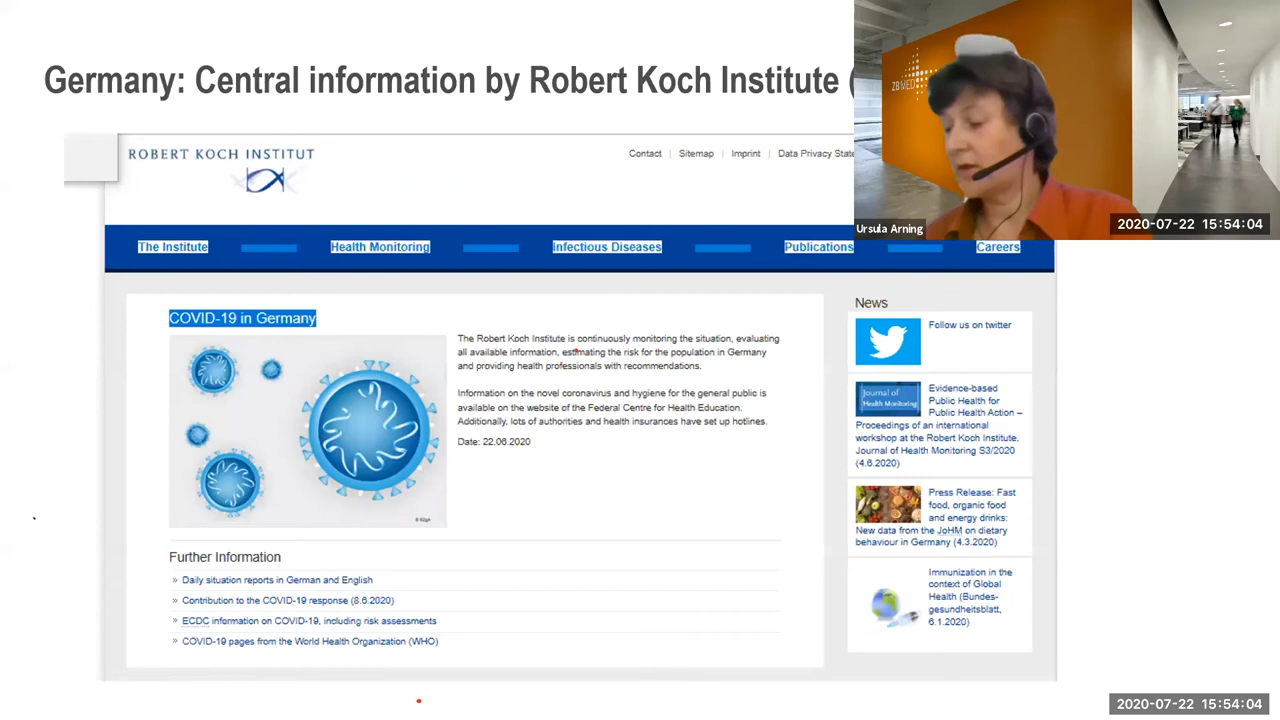 Germany: Central information by Robert Koch Institute (
ZB MED
Ursula Arning
2020-07-22 15:54:04
ROBERT KOCH INSTITUT
Contact | Sitemap | Imprint | Data Privacy State
The Institute
Health Monitoring
Infectious Diseases
Publications
Careers
COVID-19 in Germany
The Robert Koch Institute is continuously monitoring the situation, evaluating
all available information, estimating the risk for the population in Germany
and providing health professionals with recommendations.
Information on the novel coronavirus and hygiene for the general public is
available on the website of the Federal Centre for Health Education.
Additionally, lots of authorities and health insurances have set up hotlines.
Date: 22.06.2020
Further Information
» Daily situation reports in German and English
» Contribution to the COVID-19 response (8.6.2020)
» ECDC information on COVID-19, including risk assessments
» COVID-19 pages from the World Health Organization (WHO)
News
Follow us on twitter
Journal of
Health Monitoring
Evidence-based
Public Health for
Public Health Action –
Proceedings of an international
workshop at the Robert Koch Institute,
Journal of Health Monitoring S3/2020
(4.6.2020)
Press Release: Fast
food, organic food
and energy drinks:
New data from the JoHM on dietary
behaviour in Germany (4.3.2020)
Immunization in the
context of Global
Health (Bundes-
gesundheitsblatt,
6.1.2020)
2020-07-22 15:54:04